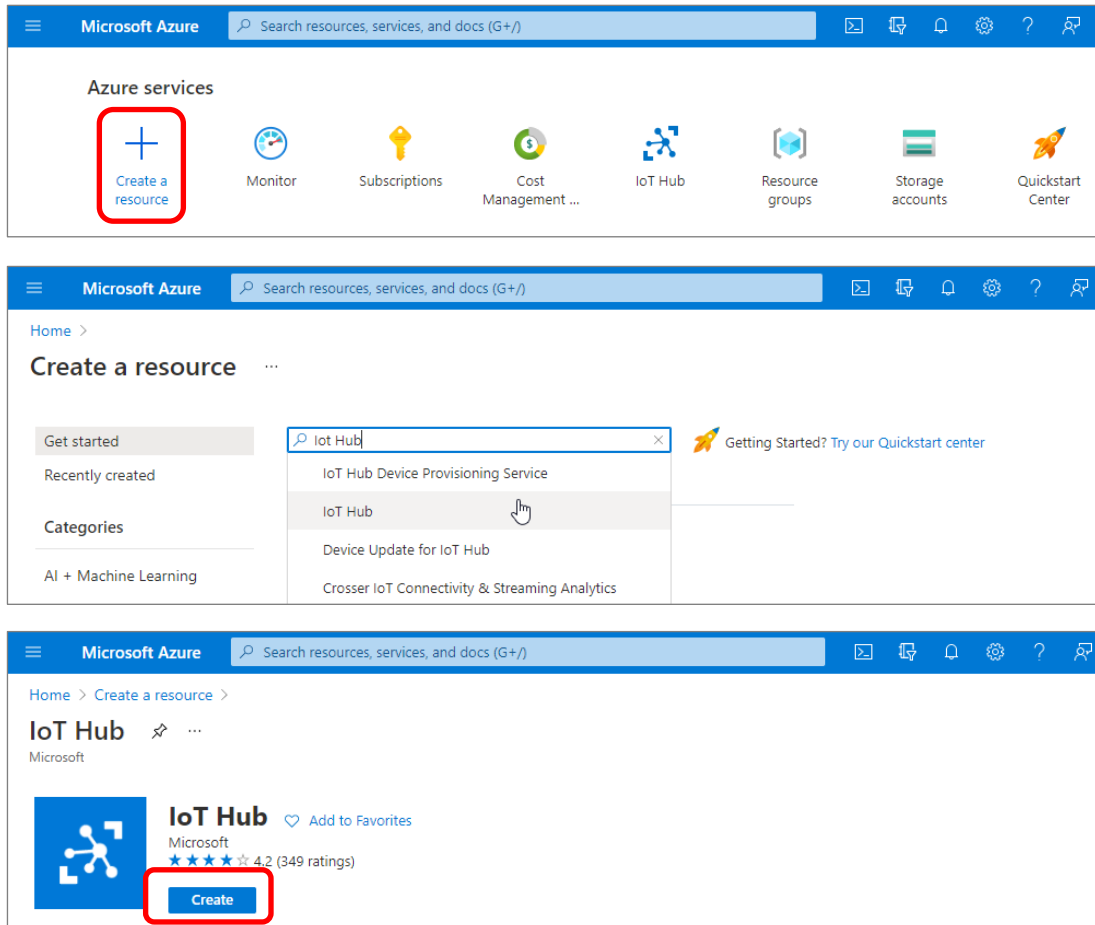 Microsoft Azure
Search resources, services, and docs (G+/)
Azure services
Create a
resource
Monitor
Subscriptions
Cost
Management ...
IoT Hub
Resource
groups
Storage
accounts
Quickstart
Center
Microsoft Azure
Search resources, services, and docs (G+/)
Home >
Create a resource ...
Get started
Recently created
Categories
AI + Machine Learning
Iot Hub
IoT Hub Device Provisioning Service
IoT Hub
Device Update for IoT Hub
Crosser IoT Connectivity & Streaming Analytics
Getting Started? Try our Quickstart center
Microsoft Azure
Search resources, services, and docs (G+/)
Home > Create a resource >
IoT Hub ...
Microsoft
IoT Hub
Add to Favorites
Microsoft
4.2 (349 ratings)
Create